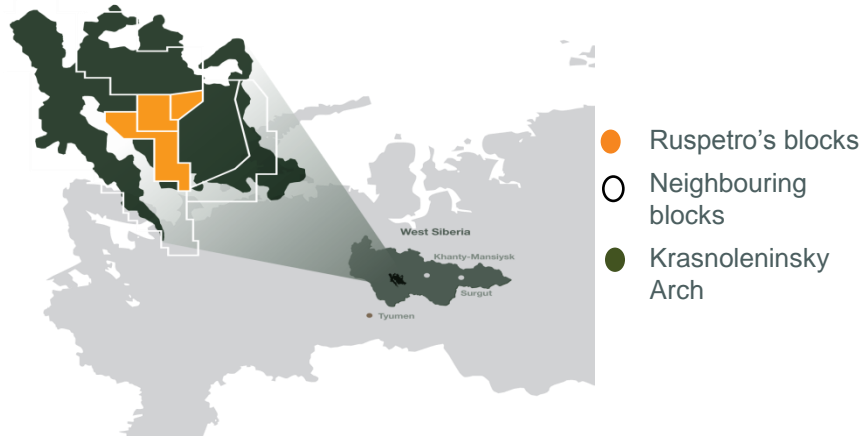 West Siberia
Khanty-Mansiysk
Surgut
Tyumen
Ruspetro's blocks
Neighbouring
blocks
Krasnoleninsky
Arch